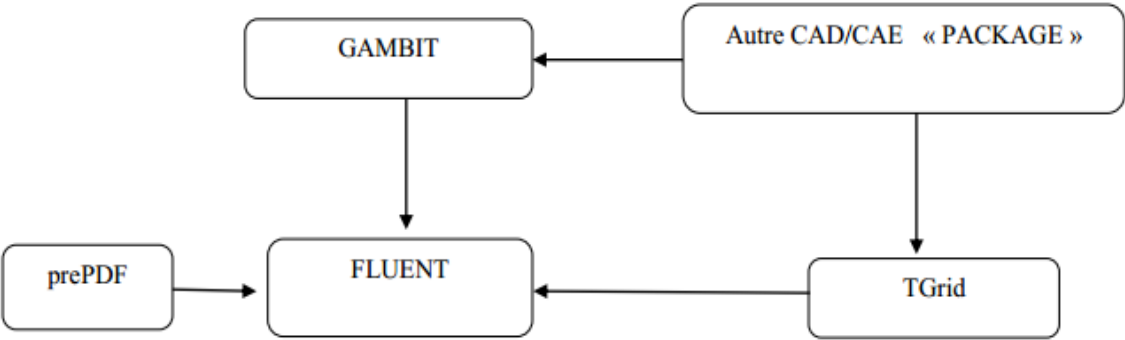 GAMBIT
Autre CAD/CAE « PACKAGE »
prePDF
FLUENT
TGrid